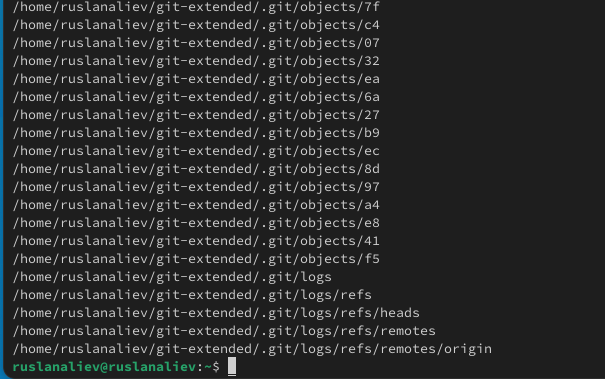 /home/ruslanaliev/git-extended/.git/objects/7f
/home/ruslanaliev/git-extended/.git/objects/c4
/home/ruslanaliev/git-extended/.git/objects/07
/home/ruslanaliev/git-extended/.git/objects/32
/home/ruslanaliev/git-extended/.git/objects/ea
/home/ruslanaliev/git-extended/.git/objects/6a
/home/ruslanaliev/git-extended/.git/objects/27
/home/ruslanaliev/git-extended/.git/objects/b9
/home/ruslanaliev/git-extended/.git/objects/ec
/home/ruslanaliev/git-extended/.git/objects/8d
/home/ruslanaliev/git-extended/.git/objects/97
/home/ruslanaliev/git-extended/.git/objects/a4
/home/ruslanaliev/git-extended/.git/objects/e8
/home/ruslanaliev/git-extended/.git/objects/41
/home/ruslanaliev/git-extended/.git/objects/f5
/home/ruslanaliev/git-extended/.git/logs
/home/ruslanaliev/git-extended/.git/logs/refs
/home/ruslanaliev/git-extended/.git/logs/refs/heads
/home/ruslanaliev/git-extended/.git/logs/refs/remotes
/home/ruslanaliev/git-extended/.git/logs/refs/remotes/origin
ruslanaliev@ruslanaliev:~$